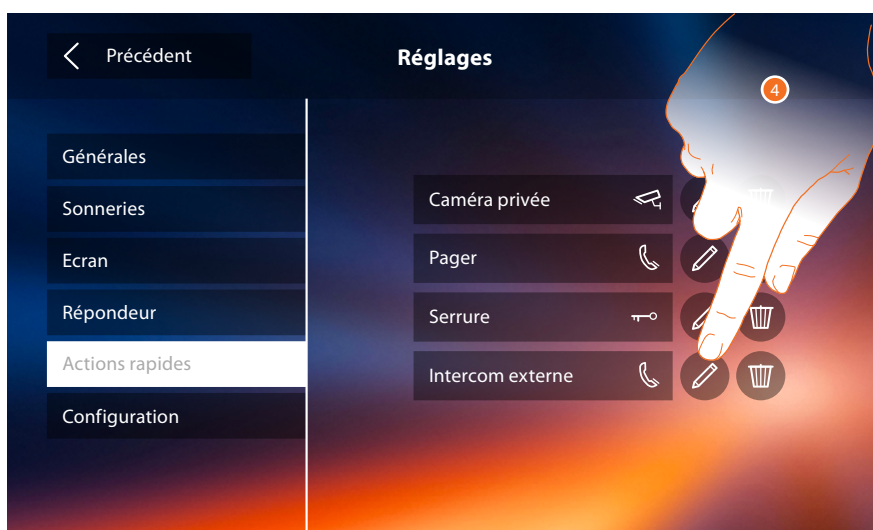 Précédent
Réglages
4
Générales
Sonneries
Ecran
Répondeur
Actions rapides
Configuration
Caméra privée
Pager
Serrure
Intercom externe